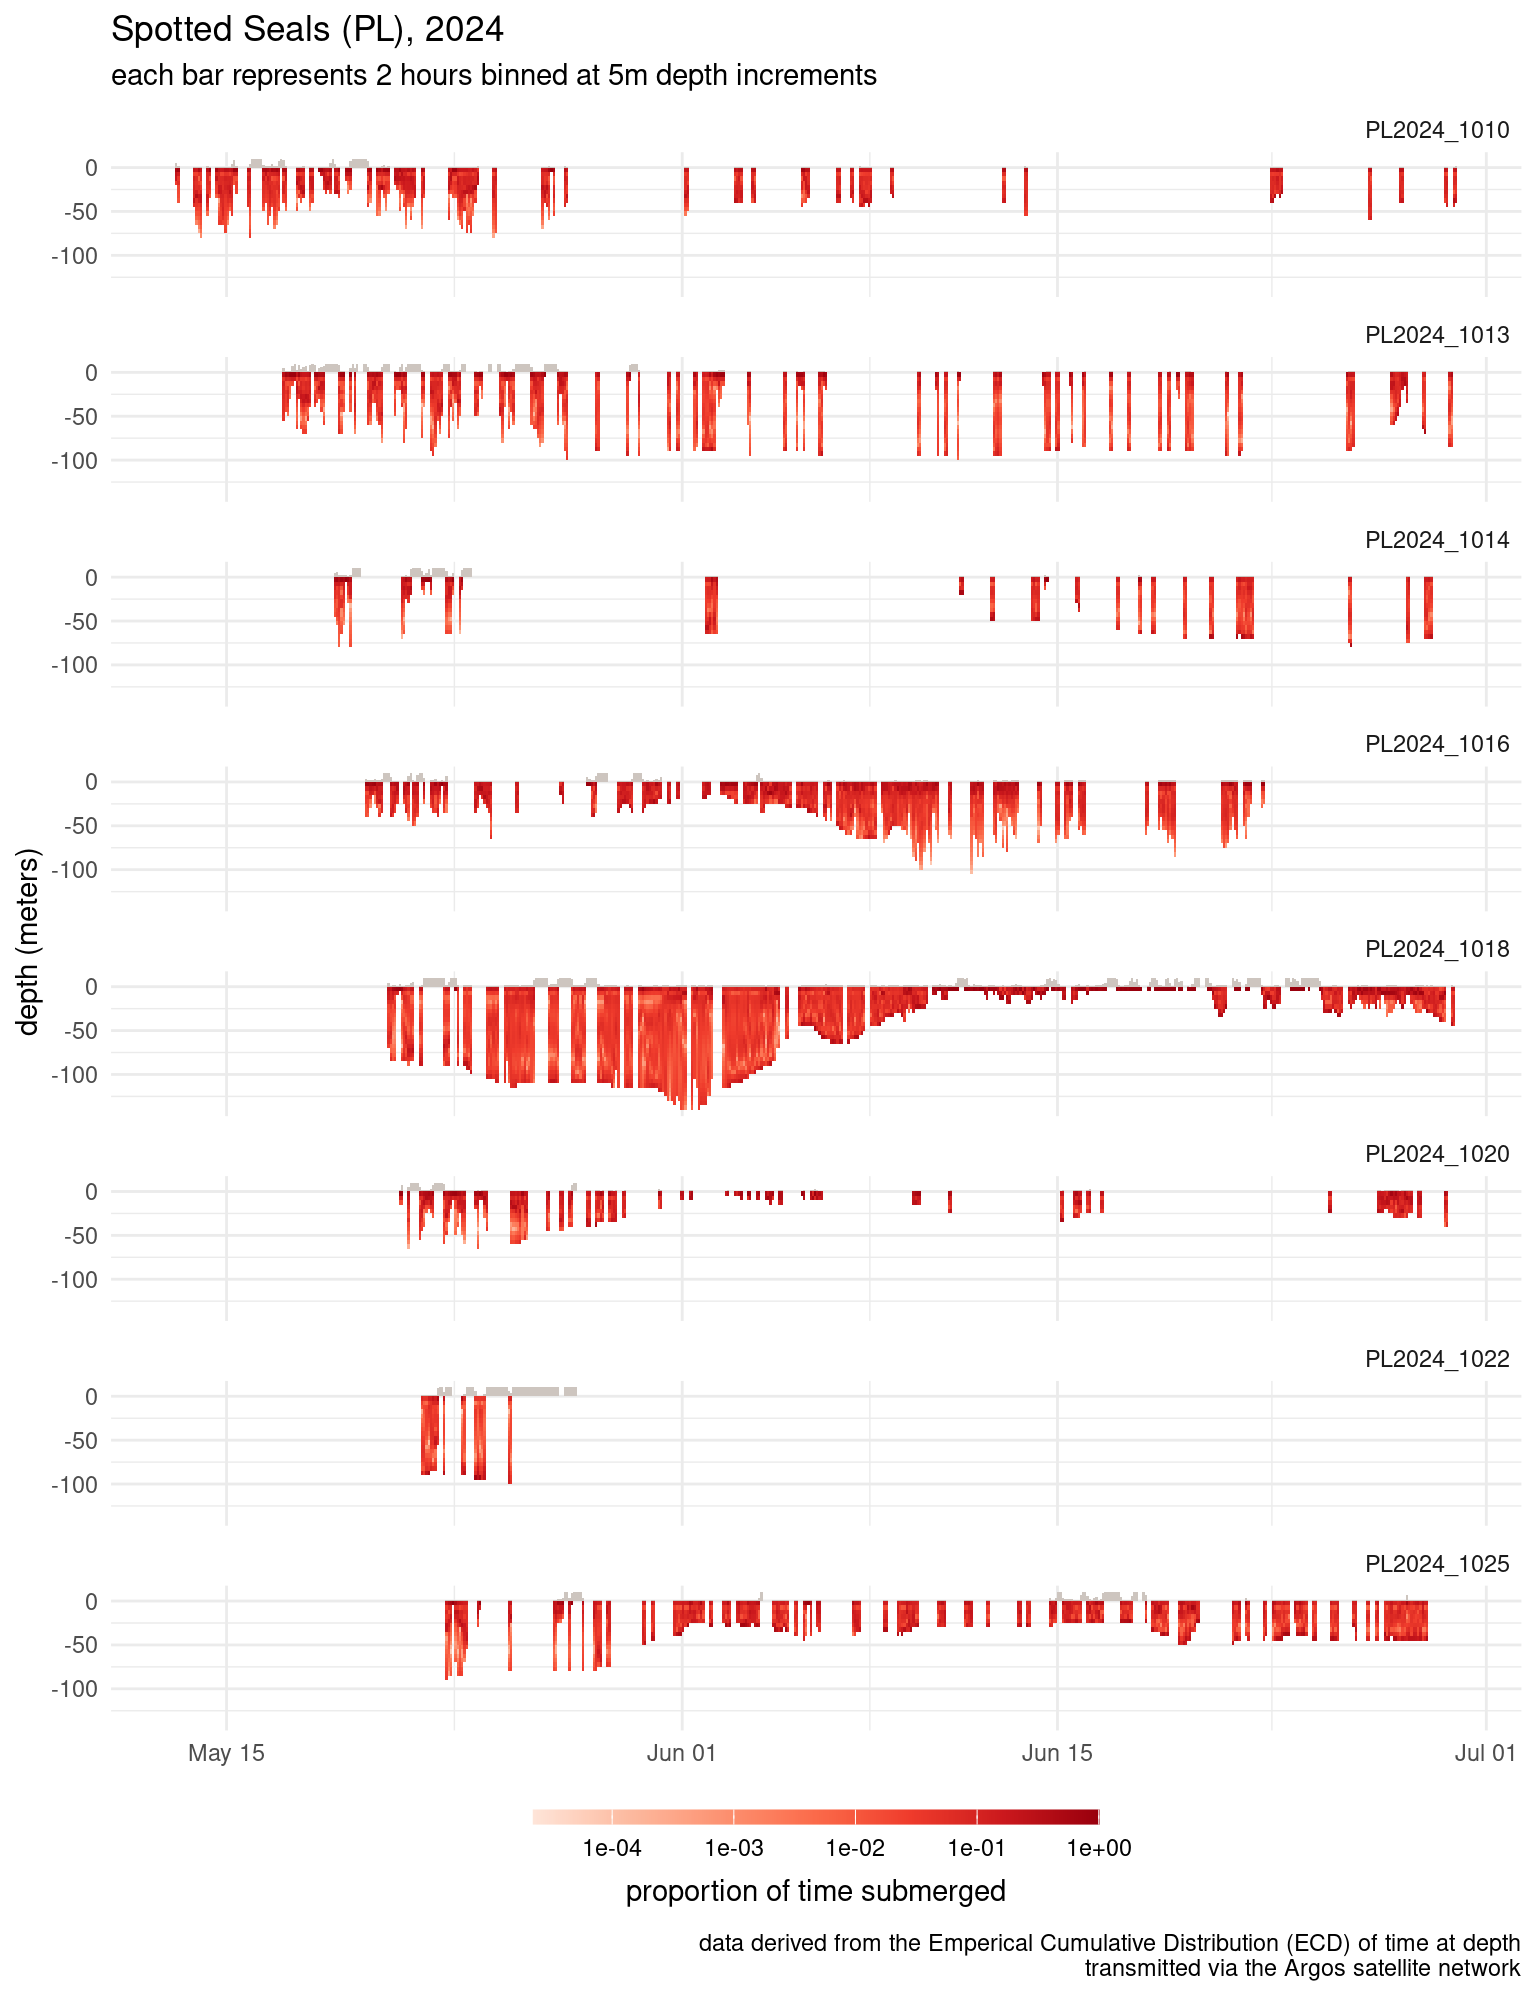 Spotted Seals (PL), 2024
each bar represents 2 hours binned at 5m depth increments
PL2024_1010
0
-50
-100
PL2024_1013
0
-50
-100
PL2024_1014
0
-50
-100
PL2024_1016
0
-50
-100
depth (meters)
PL2024_1018
0
-50
-100
PL2024_1020
0
-50
-100
PL2024_1022
0
-50
-100
PL2024_1025
0
-50
-100
May 15 Jun 01 Jun 15 Jul 01
1e-04 1e-03 1e-02 1e-01 1e+00
proportion of time submerged
data derived from the Emperical Cumulative Distribution (ECD) of time at depth
transmitted via the Argos satellite network